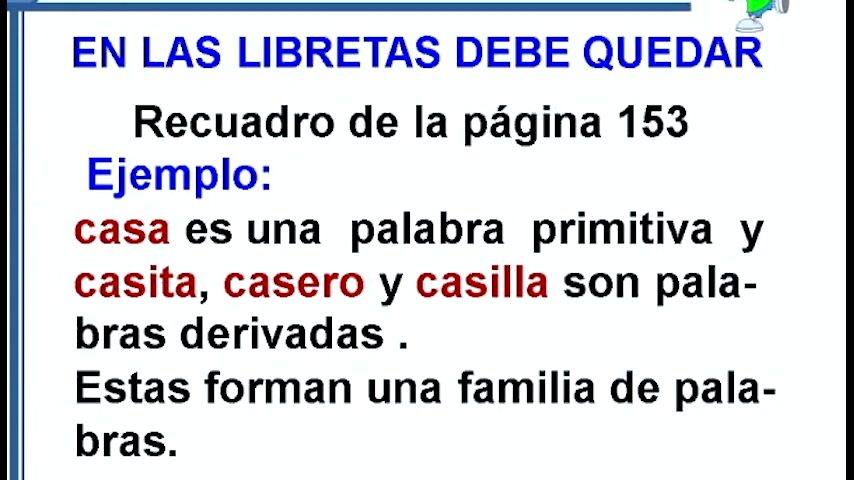 EN LAS LIBRETAS DEBE QUEDAR
Recuadro de la página 153
Ejemplo:
casa es una palabra primitiva y
casita, casero y casilla son pala-
bras derivadas .
Estas forman una familia de pala-
bras.